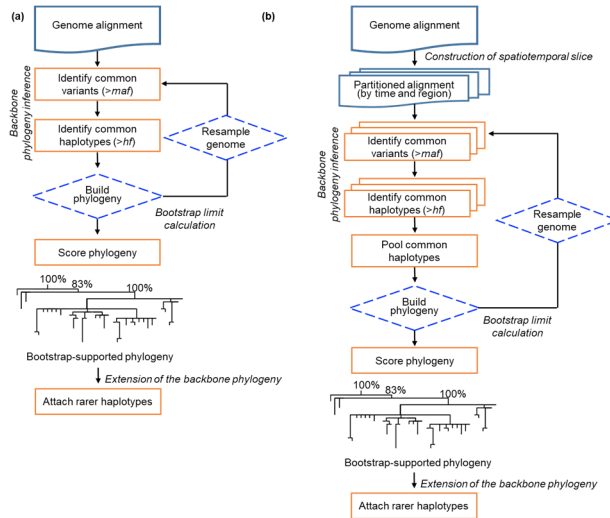 (a)
Genome alignment
Backbone
phylogeny inference
Identify common
variants (>maf)
Identify common
haplotypes (>hf)
Resample
genome
Build
phylogeny
Bootstrap limit
calculation
Score phylogeny
100%
83%
100%
Bootstrap-supported phylogeny
Extension of the backbone phylogeny
Attach rarer haplotypes
(b)
Genome alignment
Construction of spatiotemporal slice
Partitioned alignment
(by time and region)
Backbone
phylogeny inference
Identify common
variants (>maf)
Identify common
haplotypes (>hf)
Resample
genome
Pool common
haplotypes
Build
phylogeny
Bootstrap limit
calculation
Score phylogeny
100%
83%
100%
Bootstrap-supported phylogeny
Extension of the backbone phylogeny
Attach rarer haplotypes